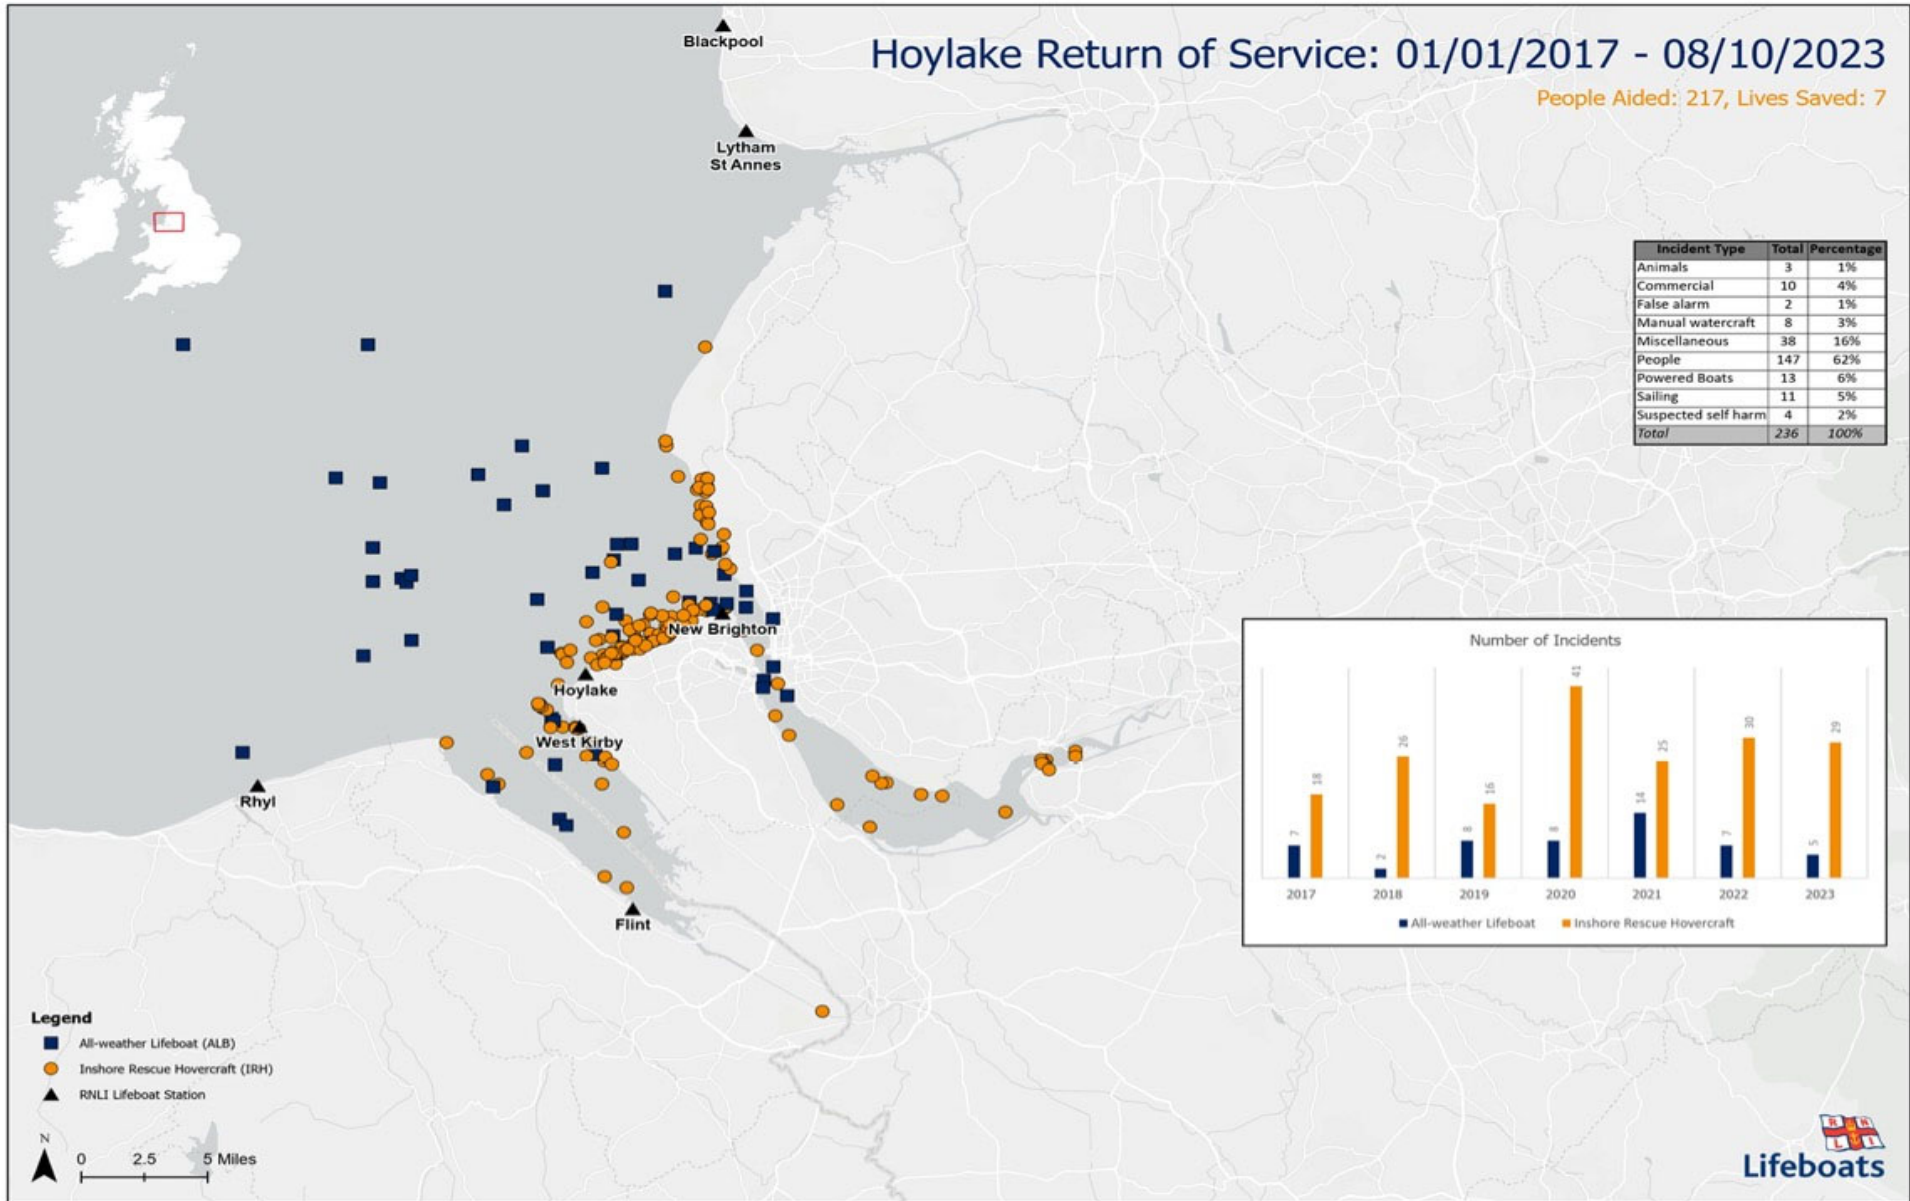 Hoylake Return of Service: 01/01/2017 - 08/10/2023
People Aided: 217, Lives Saved: 7
Blackpool
Lytham
St Annes
Incident Type Total Percentage
Animals 3 1%
Commercial 10 4%
False alarm 2 1%
Manual watercraft 8 3%
Miscellaneous 38 16%
People 147 62%
Powered Boats 13 6%
Sailing 11 5%
Suspected self harm 4 2%
Total 236 100%
New Brighton
Hoylake
West Kirby
Rhyl
Flint
Number of Incidents
7 18 2 26 8 16 8 41 14 25 7 30 5 29
2017 2018 2019 2020 2021 2022 2023
All-weather Lifeboat Inshore Rescue Hovercraft
Legend
All-weather Lifeboat (ALB)
Inshore Rescue Hovercraft (IRH)
RNLI Lifeboat Station
N
0 2.5 5 Miles
R N
L I
Lifeboats